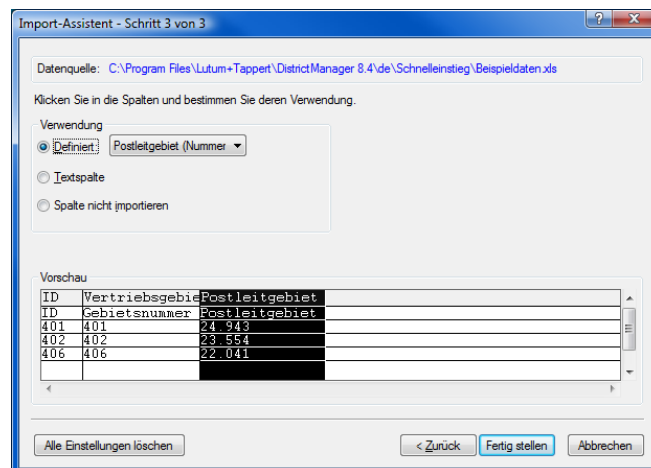 Import-Assistent - Schritt 3 von 3
Datenquelle: C:\Program Files\Lutum+Tappert\DistrictManager 8.4\de\Schnelleinstieg\Beispieldaten.xls
Klicken Sie in die Spalten und bestimmen Sie deren Verwendung.
Verwendung
Definiert: Postleitgebiet (Nummer
Textspalte
Spalte nicht importieren
Vorschau
ID Vertriebsgebie Postleitgebiet
ID Gebietsnummer Postleitgebiet
401 401 24.943
402 402 23.554
406 406 22.041
Alle Einstellungen löschen < Zurück Fertig stellen Abbrechen